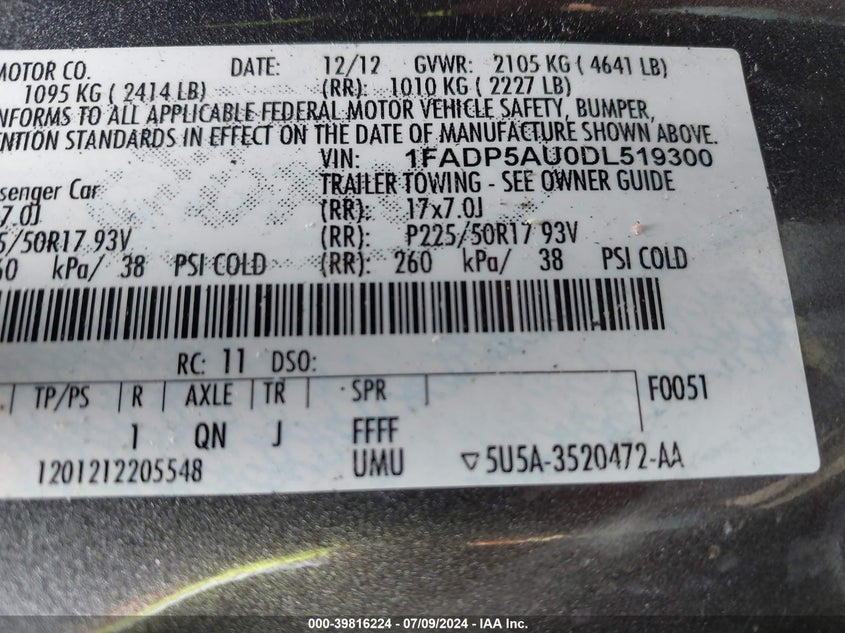 MOTOR CO. DATE: 12/12 GVWR: 2105 KG ( 4641 LB)
1095 KG ( 2414 LB) (RR): 1010 KG ( 2227 LB)
NFORMS TO ALL APPLICABLE FEDERAL MOTOR VEHICLE SAFETY, BUMPER,
ENTION STANDARDS IN EFFECT ON THE DATE OF MANUFACTURE SHOWN ABOVE.
VIN: 1FADP5AU0DL519300
senger Car TRAILER TOWING - SEE OWNER GUIDE
7.0J (RR): 17x7.0J
5/50R17 93V (RR): P225/50R17 93V
60 kPa/ 38 PSI COLD (RR): 260 kPa/ 38 PSI COLD
RC: 11 DSO:
TP/PS R AXLE TR SPR F0051
1 QN J FFFF
1201212205548 UMU ▽5U5A-3520472-AA
000-39816224 - 07/09/2024 - IAA Inc.